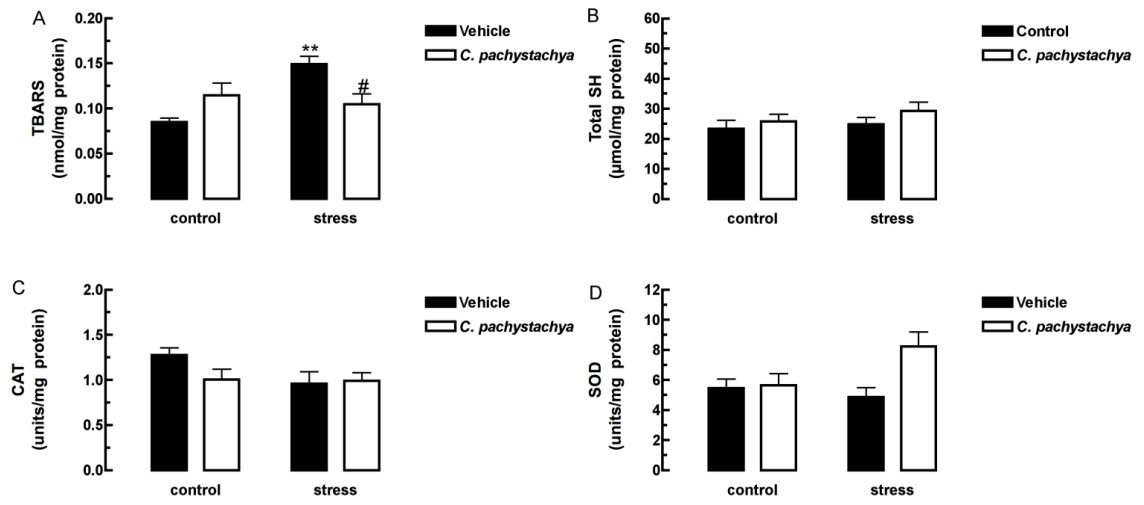 A
TBARS
(nmol/mg protein)
0.20
0.15
0.10
0.05
0.00
**
#
control
stress
Vehicle
C. pachystachya
B
Total SH
(μmol/mg protein)
60
50
40
30
20
10
0
control
stress
Control
C. pachystachya
C
CAT
(units/mg protein)
2.0
1.5
1.0
0.5
0.0
control
stress
Vehicle
C. pachystachya
D
SOD
(units/mg protein)
12
10
8
6
4
2
0
control
stress
Vehicle
C. pachystachya